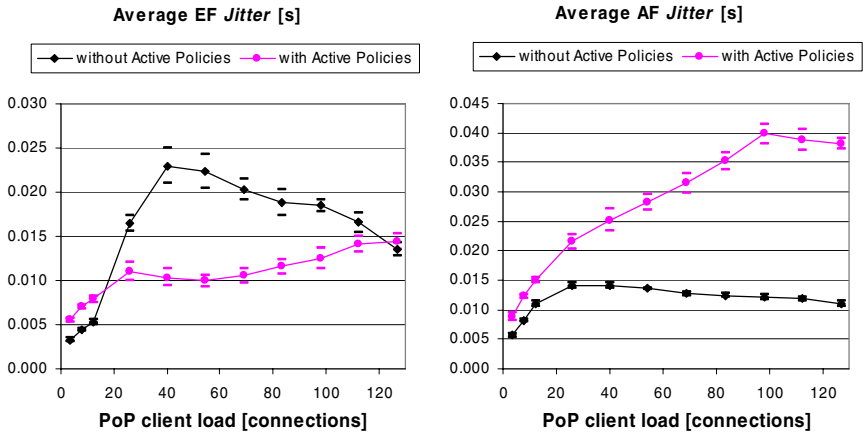 Average EF Jitter [s]
without Active Policies with Active Policies
0.030
0.025
0.020
0.015
0.010
0.005
0.000
0 20 40 60 80 100 120
PoP client load [connections]
Average AF Jitter [s]
without Active Policies with Active Policies
0.045
0.040
0.035
0.030
0.025
0.020
0.015
0.010
0.005
0.000
0 20 40 60 80 100 120
PoP client load [connections]